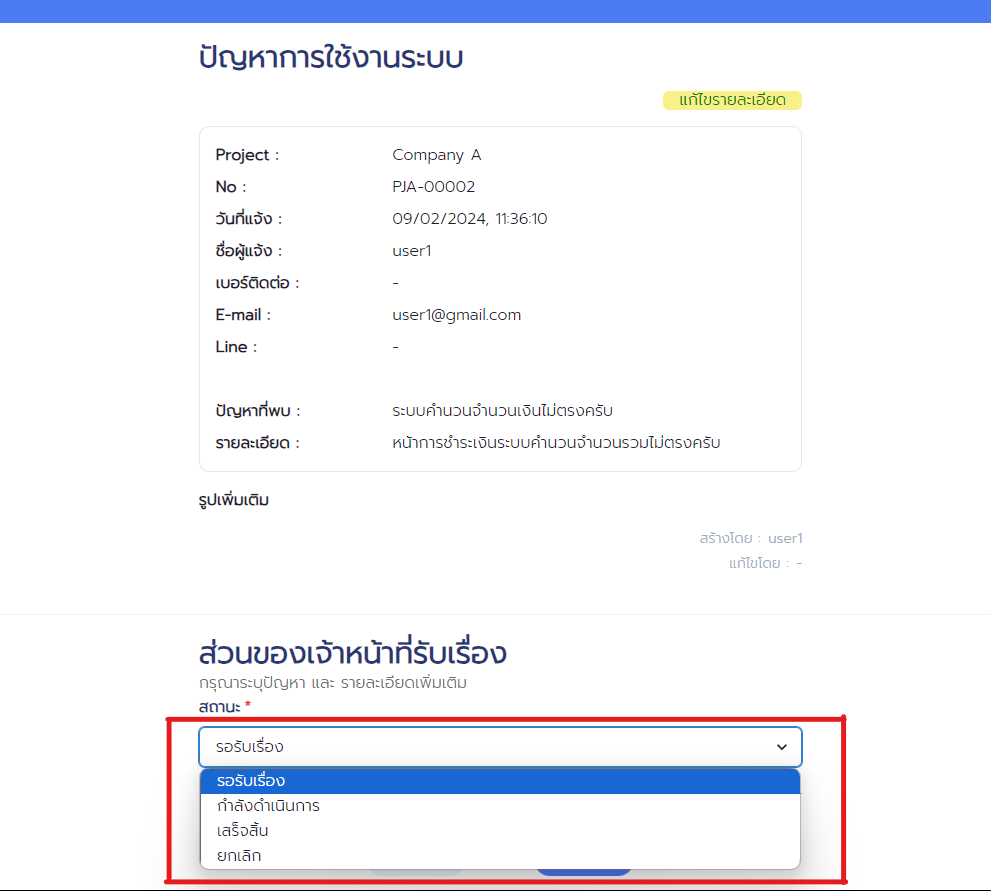 ปัญหาการใช้งานระบบ
แก้ไขรายละเอียด
Project : Company A
No : PJA-00002
วันที่แจ้ง : 09/02/2024, 11:36:10
ชื่อผู้แจ้ง : user1
เบอร์ติดต่อ : -
E-mail : user1@gmail.com
Line : -
ปัญหาที่พบ : ระบบคำนวนจำนวนเงินไม่ตรงครับ
รายละเอียด : หน้าการชำระเงินระบบคำนวนจำนวนรวมไม่ตรงครับ
รูปเพิ่มเติม
สร้างโดย : user1
แก้ไขโดย : -
ส่วนของเจ้าหน้าที่รับเรื่อง
กรุณาระบุปัญหา และ รายละเอียดเพิ่มเติม
สถานะ *
รอรับเรื่อง
รอรับเรื่อง
กำลังดำเนินการ
เสร็จสิ้น
ยกเลิก